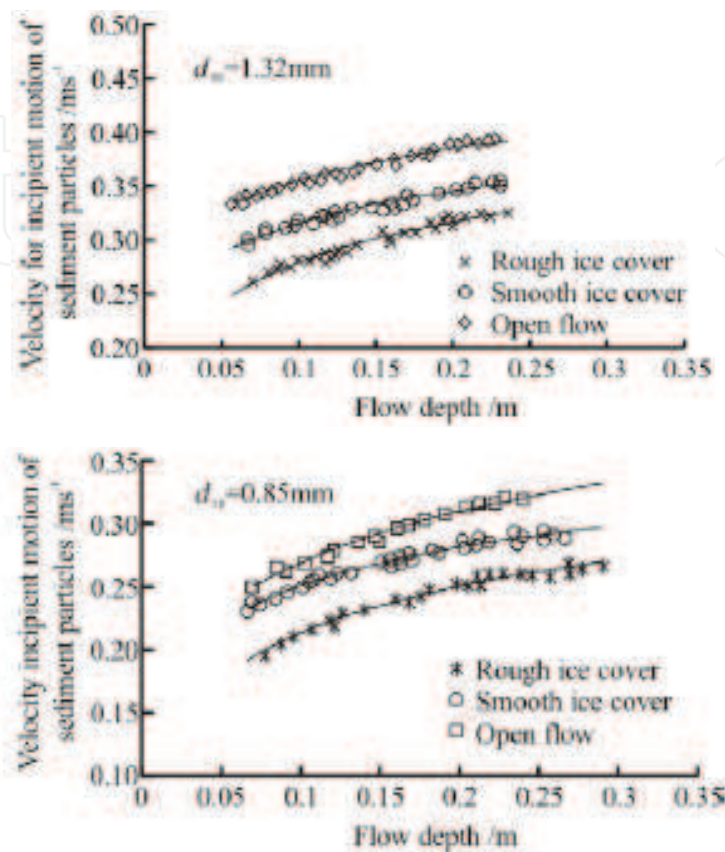 Velocity for incipient motion of
sediment particles /ms⁻¹
0.50
0.45
0.40
0.35
0.30
0.25
0.20
d₅₀=1.32mm
Rough ice cover
Smooth ice cover
Open flow
0 0.05 0.1 0.15 0.2 0.25 0.3 0.35
Flow depth /m
Velocity incipient motion of
sediment particles /ms⁻¹
0.35
0.30
0.25
0.20
0.15
0.10
d₅₀=0.85mm
Rough ice cover
Smooth ice cover
Open flow
0 0.05 0.1 0.15 0.2 0.25 0.3 0.35
Flow depth /m